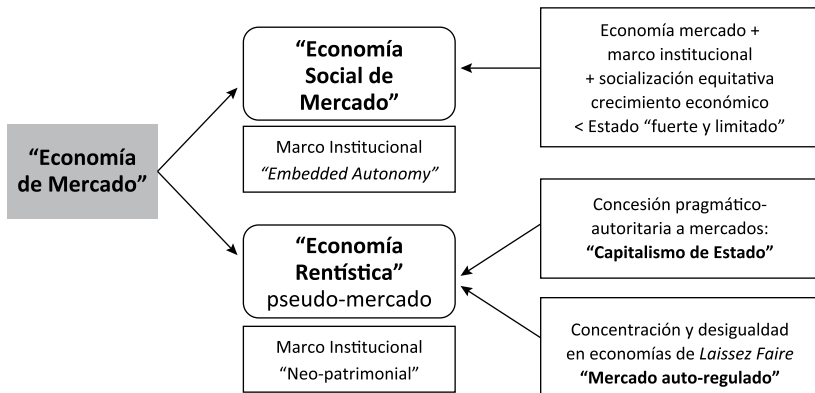 “Economía
de Mercado”
“Economía
Social de
Mercado”
Marco Institucional
“Embedded Autonomy”
Economía mercado +
marco institucional
+ socialización equitativa
crecimiento económico
< Estado “fuerte y limitado”
“Economía
Rentística”
pseudo-mercado
Marco Institucional
“Neo-patrimonial”
Concesión pragmático-
autoritaria a mercados:
“Capitalismo de Estado”
Concentración y desigualdad
en economías de Laissez Faire
“Mercado auto-regulado”